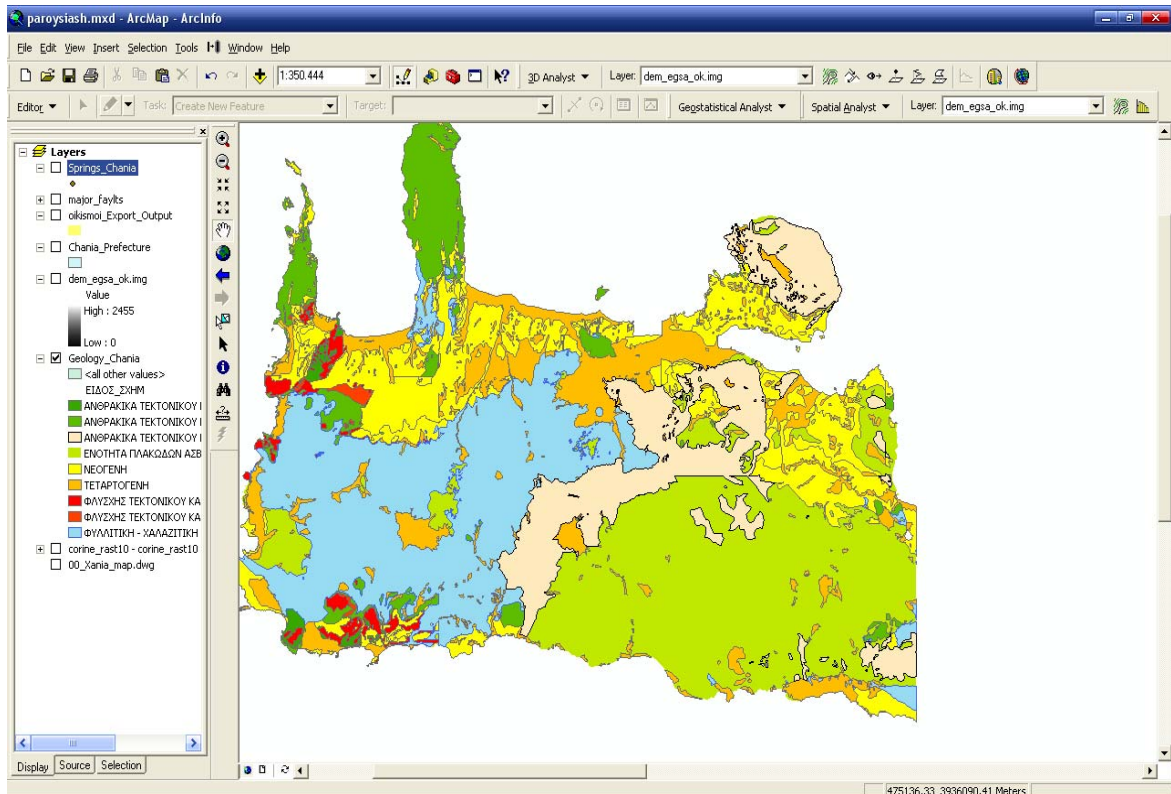 paroysiash.mxd - ArcMap - ArcInfo
File Edit View Insert Selection Tools Window Help
1:350.444 3D Analyst Layer: dem_egsa_ok.img
Editor Task: Create New Feature Target: Geostatistical Analyst Spatial Analyst Layer: dem_egsa_ok.img
Layers
Springs_Chania
major_faylts
oikismoi_Export_Output
Chania_Prefecture
dem_egsa_ok.img
Value
High : 2455
Low : 0
Geology_Chania
<all other values>
ΕΙΔΟΣ_ΣΧΗΜ
ΑΝΘΡΑΚΙΚΑ ΤΕΚΤΟΝΙΚΟΥ
ΑΝΘΡΑΚΙΚΑ ΤΕΚΤΟΝΙΚΟΥ
ΑΝΘΡΑΚΙΚΑ ΤΕΚΤΟΝΙΚΟΥ
ΕΝΟΤΗΤΑ ΠΛΑΚΩΔΩΝ ΑΣΒ
ΝΕΟΓΕΝΗ
ΤΕΤΑΡΤΟΓΕΝΗ
ΦΛΥΣΧΗΣ ΤΕΚΤΟΝΙΚΟΥ ΚΑ
ΦΛΥΣΧΗΣ ΤΕΚΤΟΝΙΚΟΥ ΚΑ
ΦΥΛΛΙΤΙΚΗ - ΧΑΛΑΖΙΤΙΚΗ
corine_rast10 - corine_rast10
00_Xania_map.dwg
Display Source Selection
475136,33 3936090,41 Meters